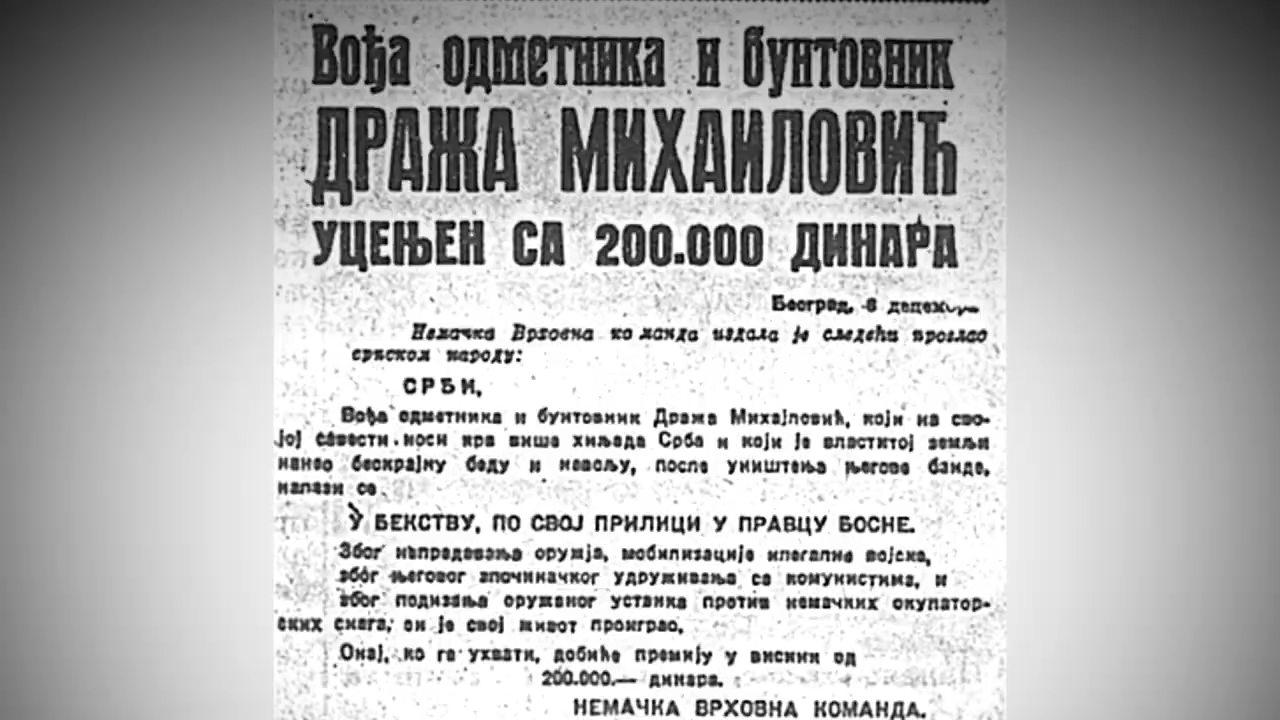 Вођа одметника и бунтовник
ДРАЖА МИХАИЛОВИЋ
УЦЕЊЕН СА 200.000 ДИНАРА
Београд, 8 децембра
Немачка Врховна команда издала је следећи проглас
српском народу:
СРБИ,
Вођа одметника и бунтовник Дража Михајловић, који на сво-
јој савести носи крв више хиљада Срба и који је властитој земљи
нанео бескрајну беду и невољу, после уништења његове банде,
налази се
У БЕКСТВУ, ПО СВОЈ ПРИЛИЦИ У ПРАВЦУ БОСНЕ.
Због непредавања оружја, мобилизације илегалне војске,
због његовог злочиначког удруживања са комунистима, и
због подизања оружаног устанка против немачких окупатор-
ских снага, он је свој живот проиграо.
Онај, ко га ухвати, добиће премију у висини од
200.000.— динара.
НЕМАЧКА ВРХОВНА КОМАНДА.